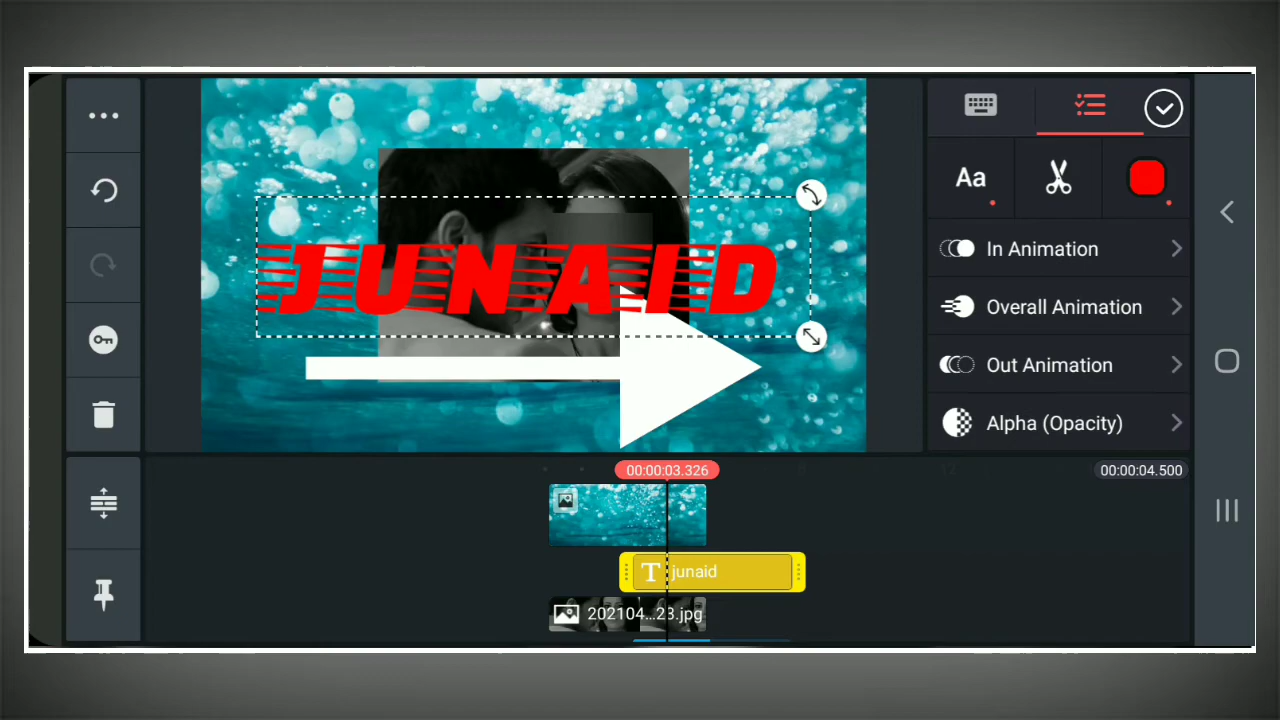 JUNAID
Aa
In Animation
Overall Animation
Out Animation
Alpha (Opacity)
00:00:03.326
00:00:04.500
T junaid
202104...23.jpg